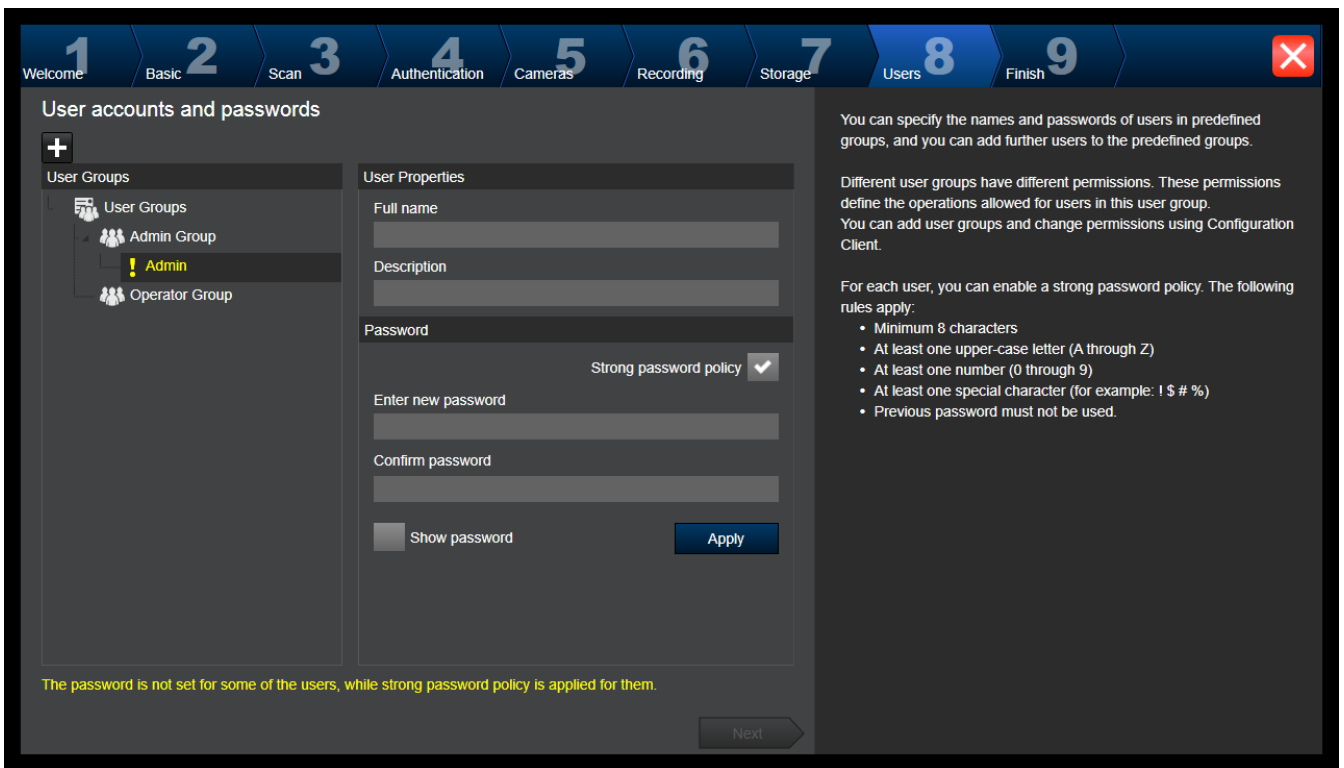 1 Welcome
2 Basic
3 Scan
4 Authentication
5 Cameras
6 Recording
7 Storage
8 Users
9 Finish
User accounts and passwords
User Groups
User Groups
Admin Group
! Admin
Operator Group
User Properties
Full name
Description
Password
Strong password policy
Enter new password
Confirm password
Show password
Apply
The password is not set for some of the users, while strong password policy is applied for them.
Next
You can specify the names and passwords of users in predefined
groups, and you can add further users to the predefined groups.
Different user groups have different permissions. These permissions
define the operations allowed for users in this user group.
You can add user groups and change permissions using Configuration
Client.
For each user, you can enable a strong password policy. The following
rules apply:
• Minimum 8 characters
• At least one upper-case letter (A through Z)
• At least one number (0 through 9)
• At least one special character (for example: ! $ # %)
• Previous password must not be used.